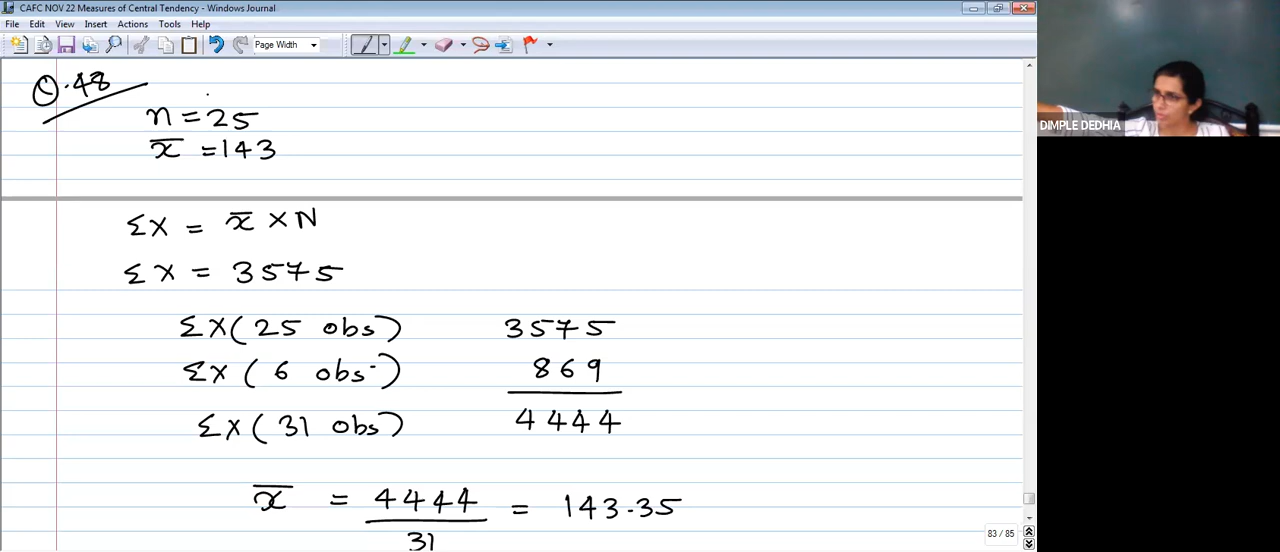 CAFC NOV 22 Measures of Central Tendency - Windows Journal
File Edit View Insert Actions Tools Help
Page Width
Q.48
n = 25
x̄ = 143
DIMPLE DEDHIA
ΣX = x̄ × N
ΣX = 3575
ΣX (25 obs) 3575
ΣX (6 obs) 869
ΣX (31 obs) 4444
x̄ = 4444 = 143.35
31
83 / 85